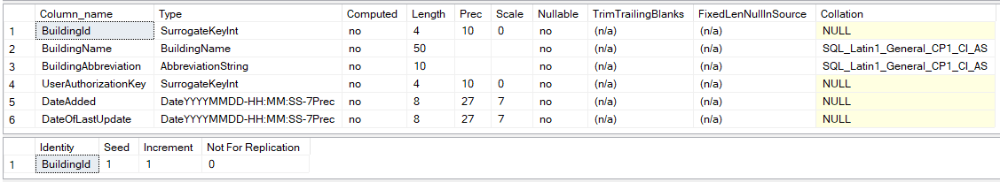 Column_name Type Computed Length Prec Scale Nullable TrimTrailingBlanks FixedLenNullInSource Collation
1 BuildingId SurrogateKeyInt no 4 10 0 no (n/a) (n/a) NULL
2 BuildingName BuildingName no 50 no (n/a) (n/a) SQL_Latin1_General_CP1_CI_AS
3 BuildingAbbreviation AbbreviationString no 10 no (n/a) (n/a) SQL_Latin1_General_CP1_CI_AS
4 UserAuthorizationKey SurrogateKeyInt no 4 10 0 no (n/a) (n/a) NULL
5 DateAdded DateYYYYMMDD-HH:MM:SS-7Prec no 8 27 7 no (n/a) (n/a) NULL
6 DateOfLastUpdate DateYYYYMMDD-HH:MM:SS-7Prec no 8 27 7 no (n/a) (n/a) NULL
Identity Seed Increment Not For Replication
1 BuildingId 1 1 0